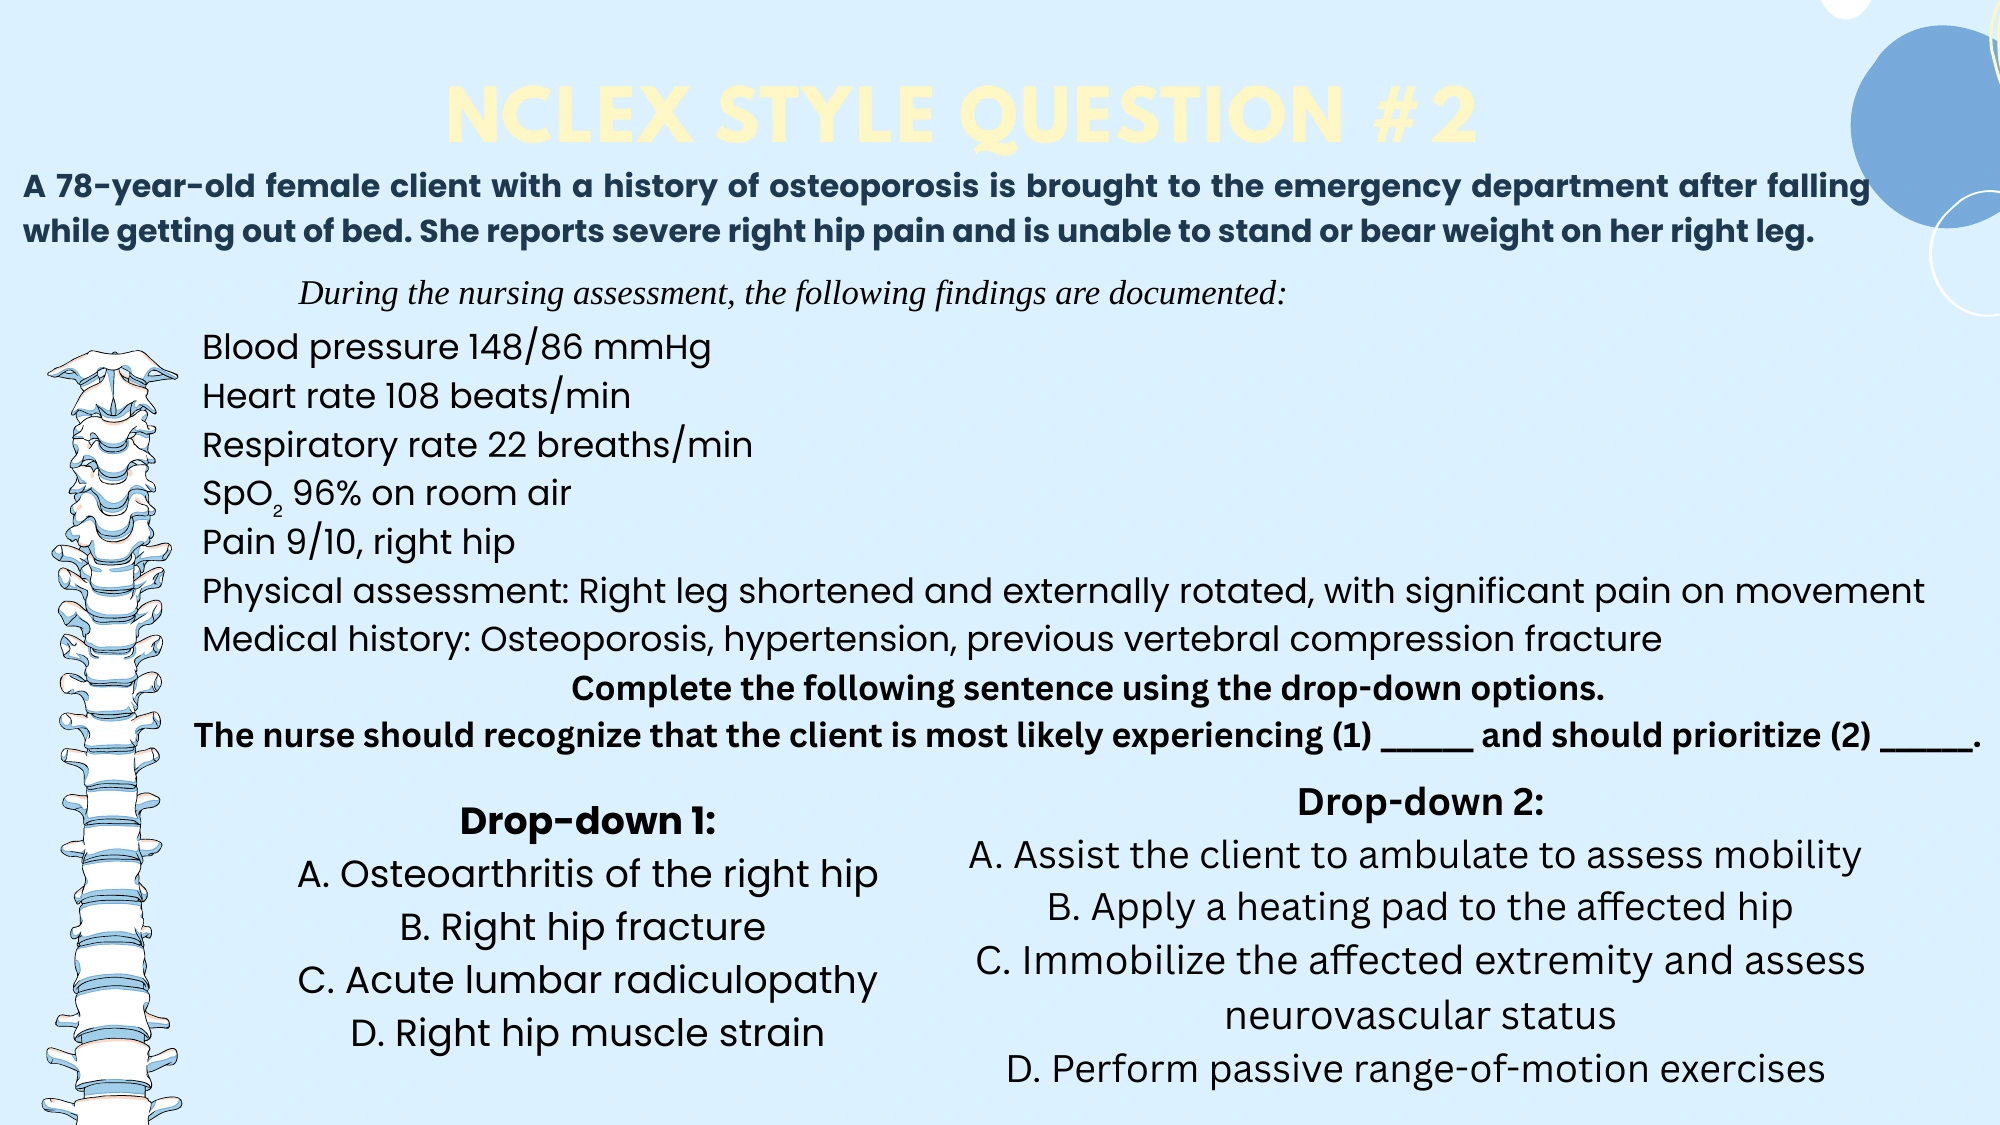 NCLEX STYLE QUESTION #2
A 78-year-old female client with a history of osteoporosis is brought to the emergency department after falling
while getting out of bed. She reports severe right hip pain and is unable to stand or bear weight on her right leg.
During the nursing assessment, the following findings are documented:
Blood pressure 148/86 mmHg
Heart rate 108 beats/min
Respiratory rate 22 breaths/min
SpO₂ 96% on room air
Pain 9/10, right hip
Physical assessment: Right leg shortened and externally rotated, with significant pain on movement
Medical history: Osteoporosis, hypertension, previous vertebral compression fracture
Complete the following sentence using the drop-down options.
The nurse should recognize that the client is most likely experiencing (1) ______ and should prioritize (2) ______.
Drop-down 1:
A. Osteoarthritis of the right hip
B. Right hip fracture
C. Acute lumbar radiculopathy
D. Right hip muscle strain
Drop-down 2:
A. Assist the client to ambulate to assess mobility
B. Apply a heating pad to the affected hip
C. Immobilize the affected extremity and assess
neurovascular status
D. Perform passive range-of-motion exercises